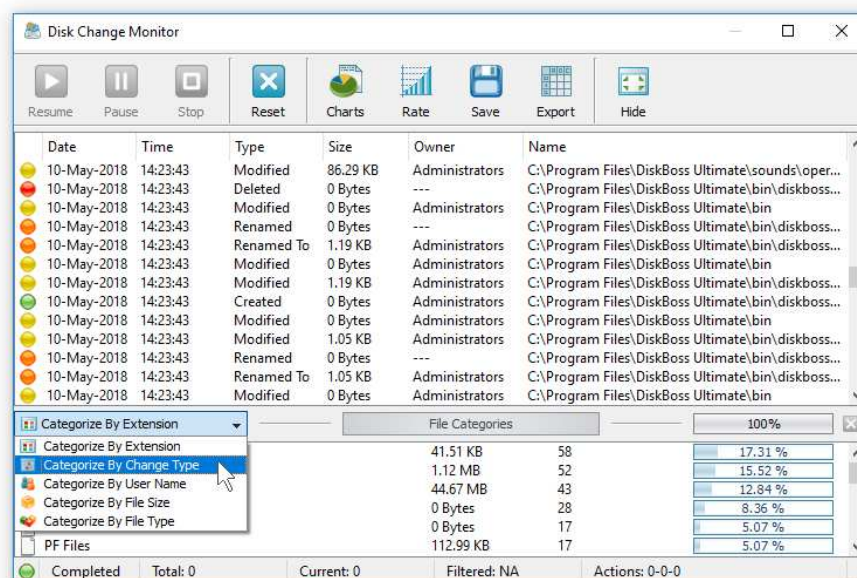 Disk Change Monitor
Resume Pause Stop Reset Charts Rate Save Export Hide
Date Time Type Size Owner Name
10-May-2018 14:23:43 Modified 86.29 KB Administrators C:\Program Files\DiskBoss Ultimate\sounds\oper...
10-May-2018 14:23:43 Deleted 0 Bytes --- C:\Program Files\DiskBoss Ultimate\bin\diskboss...
10-May-2018 14:23:43 Modified 0 Bytes Administrators C:\Program Files\DiskBoss Ultimate\bin
10-May-2018 14:23:43 Renamed 0 Bytes --- C:\Program Files\DiskBoss Ultimate\bin\diskboss...
10-May-2018 14:23:43 Renamed To 1.19 KB Administrators C:\Program Files\DiskBoss Ultimate\bin\diskboss...
10-May-2018 14:23:43 Modified 0 Bytes Administrators C:\Program Files\DiskBoss Ultimate\bin
10-May-2018 14:23:43 Modified 1.19 KB Administrators C:\Program Files\DiskBoss Ultimate\bin\diskboss...
10-May-2018 14:23:43 Created 0 Bytes Administrators C:\Program Files\DiskBoss Ultimate\bin\diskboss...
10-May-2018 14:23:43 Modified 0 Bytes Administrators C:\Program Files\DiskBoss Ultimate\bin
10-May-2018 14:23:43 Modified 1.05 KB Administrators C:\Program Files\DiskBoss Ultimate\bin\diskboss...
10-May-2018 14:23:43 Renamed 0 Bytes --- C:\Program Files\DiskBoss Ultimate\bin\diskboss...
10-May-2018 14:23:43 Renamed To 1.05 KB Administrators C:\Program Files\DiskBoss Ultimate\bin\diskboss...
10-May-2018 14:23:43 Modified 0 Bytes Administrators C:\Program Files\DiskBoss Ultimate\bin
Categorize By Extension File Categories 100%
Categorize By Extension 41.51 KB 58 17.31 %
Categorize By Change Type 1.12 MB 52 15.52 %
Categorize By User Name 44.67 MB 43 12.84 %
Categorize By File Size 0 Bytes 28 8.36 %
Categorize By File Type 0 Bytes 17 5.07 %
PF Files 112.99 KB 17 5.07 %
Completed Total: 0 Current: 0 Filtered: NA Actions: 0-0-0